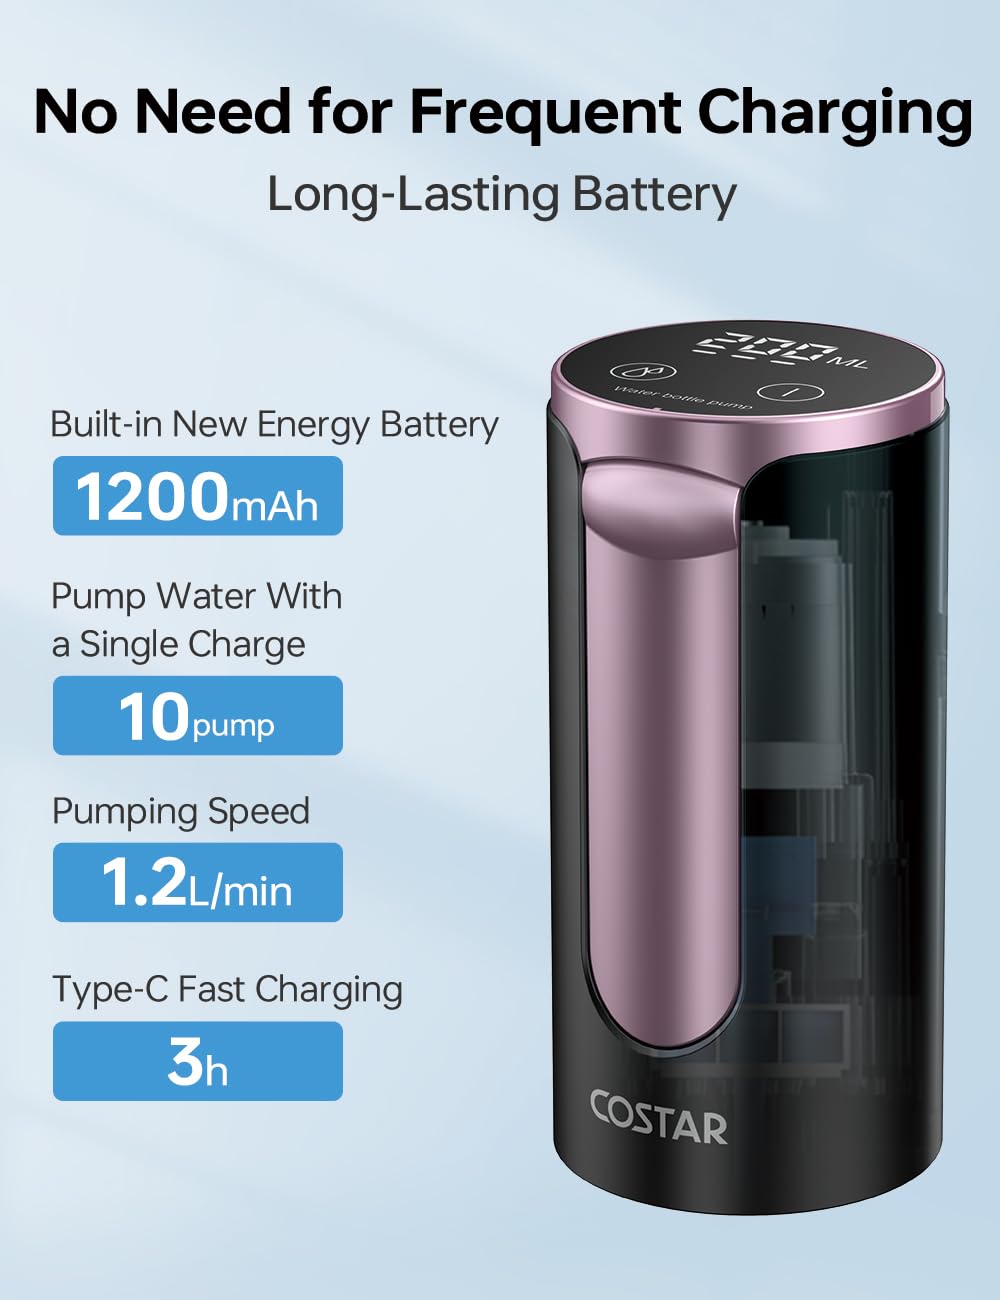 No Need for Frequent Charging
Long-Lasting Battery
200 ML
Water bottle pump
Built-in New Energy Battery
1200mAh
Pump Water With
a Single Charge
10pump
Pumping Speed
1.2L/min
Type-C Fast Charging
3h
COSTAR